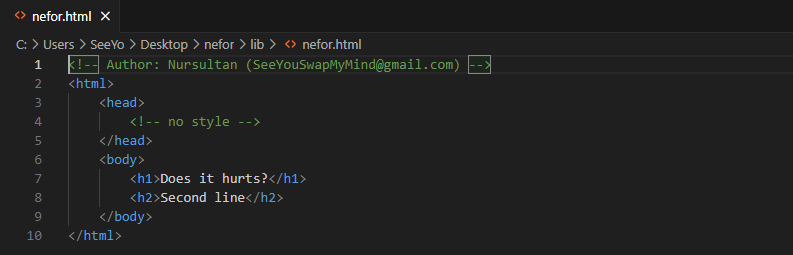 nefor.html
C: > Users > SeeYo > Desktop > nefor > lib > nefor.html
1 <!-- Author: Nursultan (SeeYouSwapMyMind@gmail.com) -->
2 <html>
3     <head>
4         <!-- no style -->
5     </head>
6     <body>
7         <h1>Does it hurts?</h1>
8         <h2>Second line</h2>
9     </body>
10 </html>